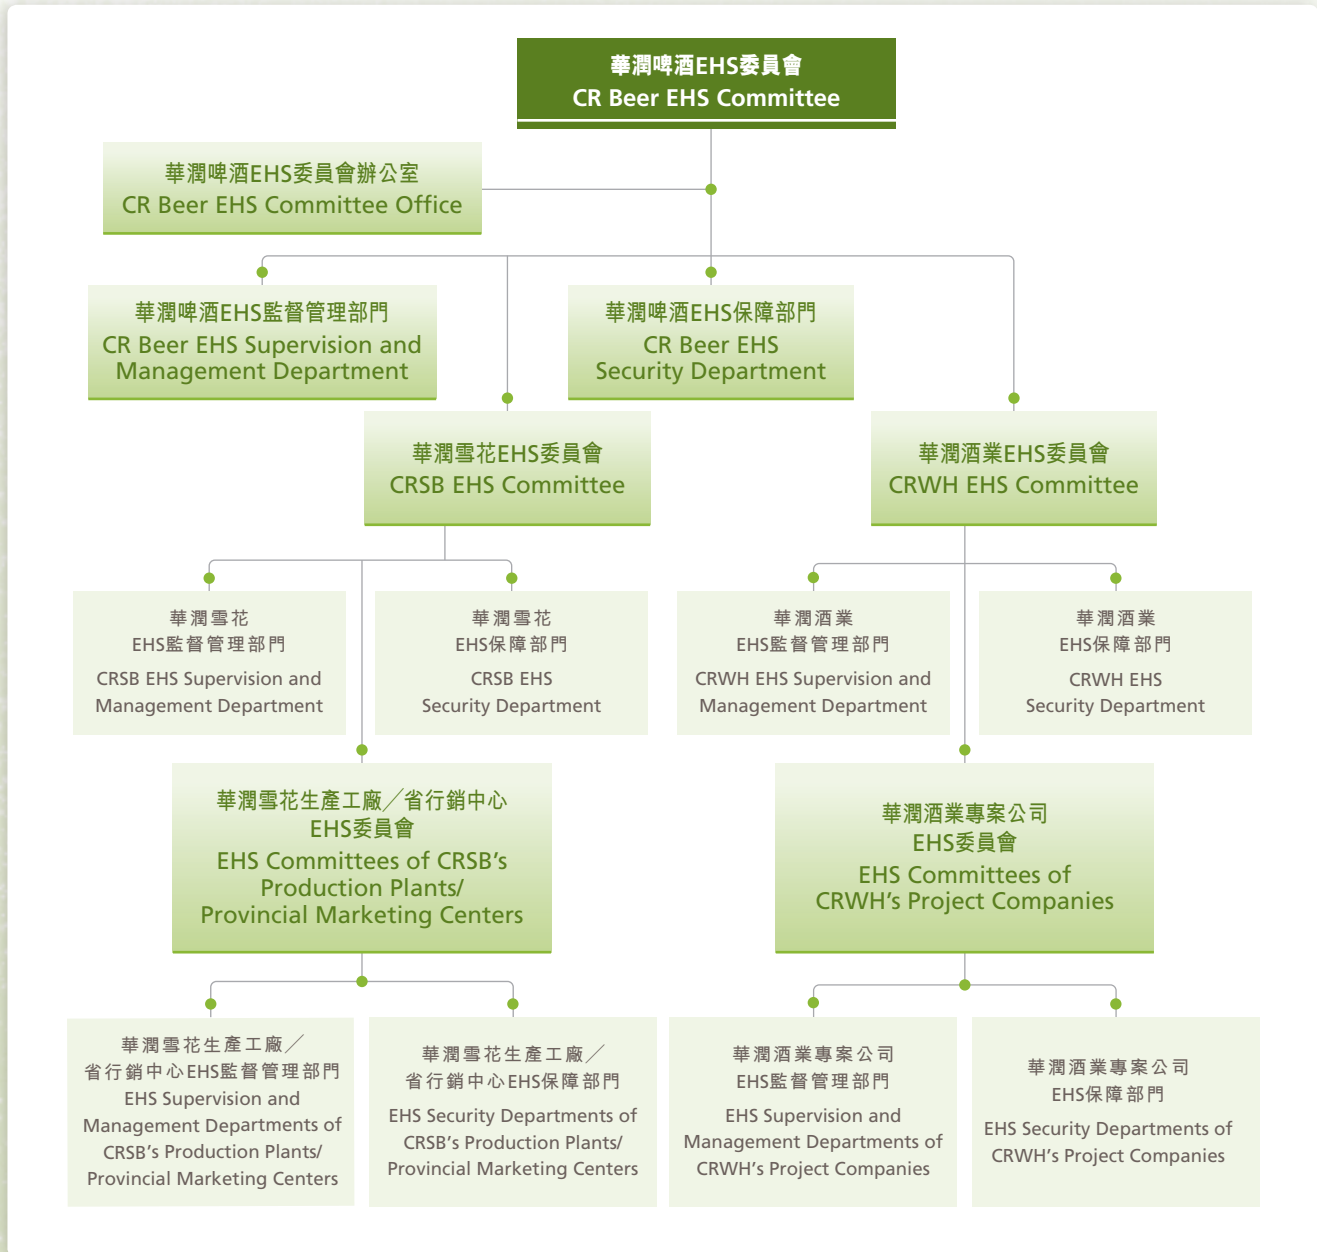 華潤啤酒EHS委員會
CR Beer EHS Committee
華潤啤酒EHS委員會辦公室
CR Beer EHS Committee Office
華潤啤酒EHS監督管理部門
CR Beer EHS Supervision and
Management Department
華潤啤酒EHS保障部門
CR Beer EHS
Security Department
華潤雪花EHS委員會
CRSB EHS Committee
華潤酒業EHS委員會
CRWH EHS Committee
華潤雪花
EHS監督管理部門
CRSB EHS Supervision and
Management Department
華潤雪花
EHS保障部門
CRSB EHS
Security Department
華潤酒業
EHS監督管理部門
CRWH EHS Supervision and
Management Department
華潤酒業
EHS保障部門
CRWH EHS
Security Department
華潤雪花生產工廠╱省行銷中心
EHS委員會
EHS Committees of CRSB’s
Production Plants/
Provincial Marketing Centers
華潤酒業專案公司
EHS委員會
EHS Committees of
CRWH’s Project Companies
華潤雪花生產工廠╱
省行銷中心EHS監督管理部門
EHS Supervision and
Management Departments of
CRSB’s Production Plants/
Provincial Marketing Centers
華潤雪花生產工廠╱
省行銷中心EHS保障部門
EHS Security Departments of
CRSB’s Production Plants/
Provincial Marketing Centers
華潤酒業專案公司
EHS監督管理部門
EHS Supervision and
Management Departments of
CRWH’s Project Companies
華潤酒業專案公司
EHS保障部門
EHS Security Departments of
CRWH’s Project Companies